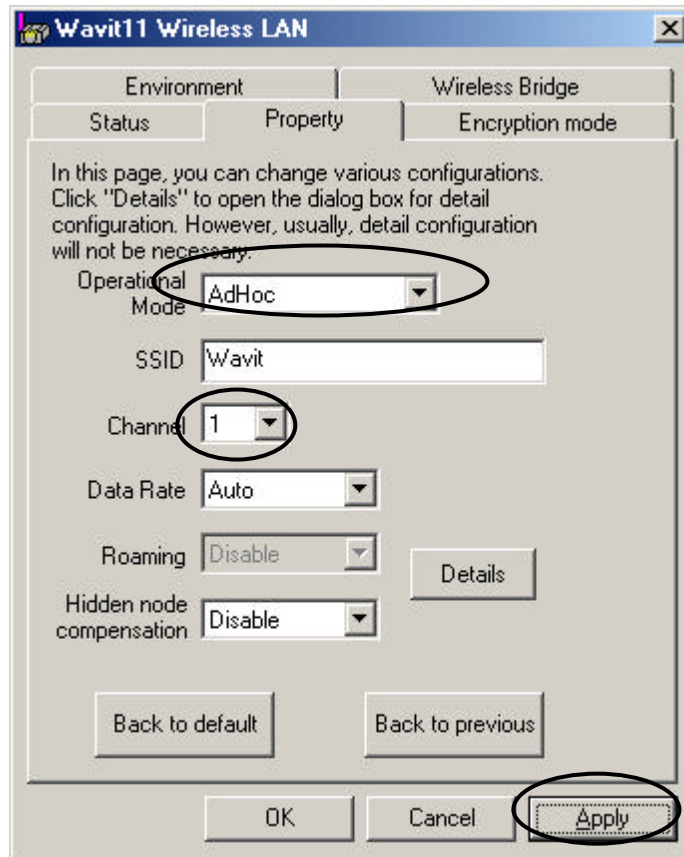 Wavit11 Wireless LAN
Environment
Wireless Bridge
Status
Property
Encryption mode
In this page, you can change various configurations.
Click "Details" to open the dialog box for detail
configuration. However, usually, detail configuration
will not be necessary.
Operational
Mode
AdHoc
SSID
Wavit
Channel
1
Data Rate
Auto
Roaming
Disable
Details
Hidden node
compensation
Disable
Back to default
Back to previous
OK
Cancel
Apply